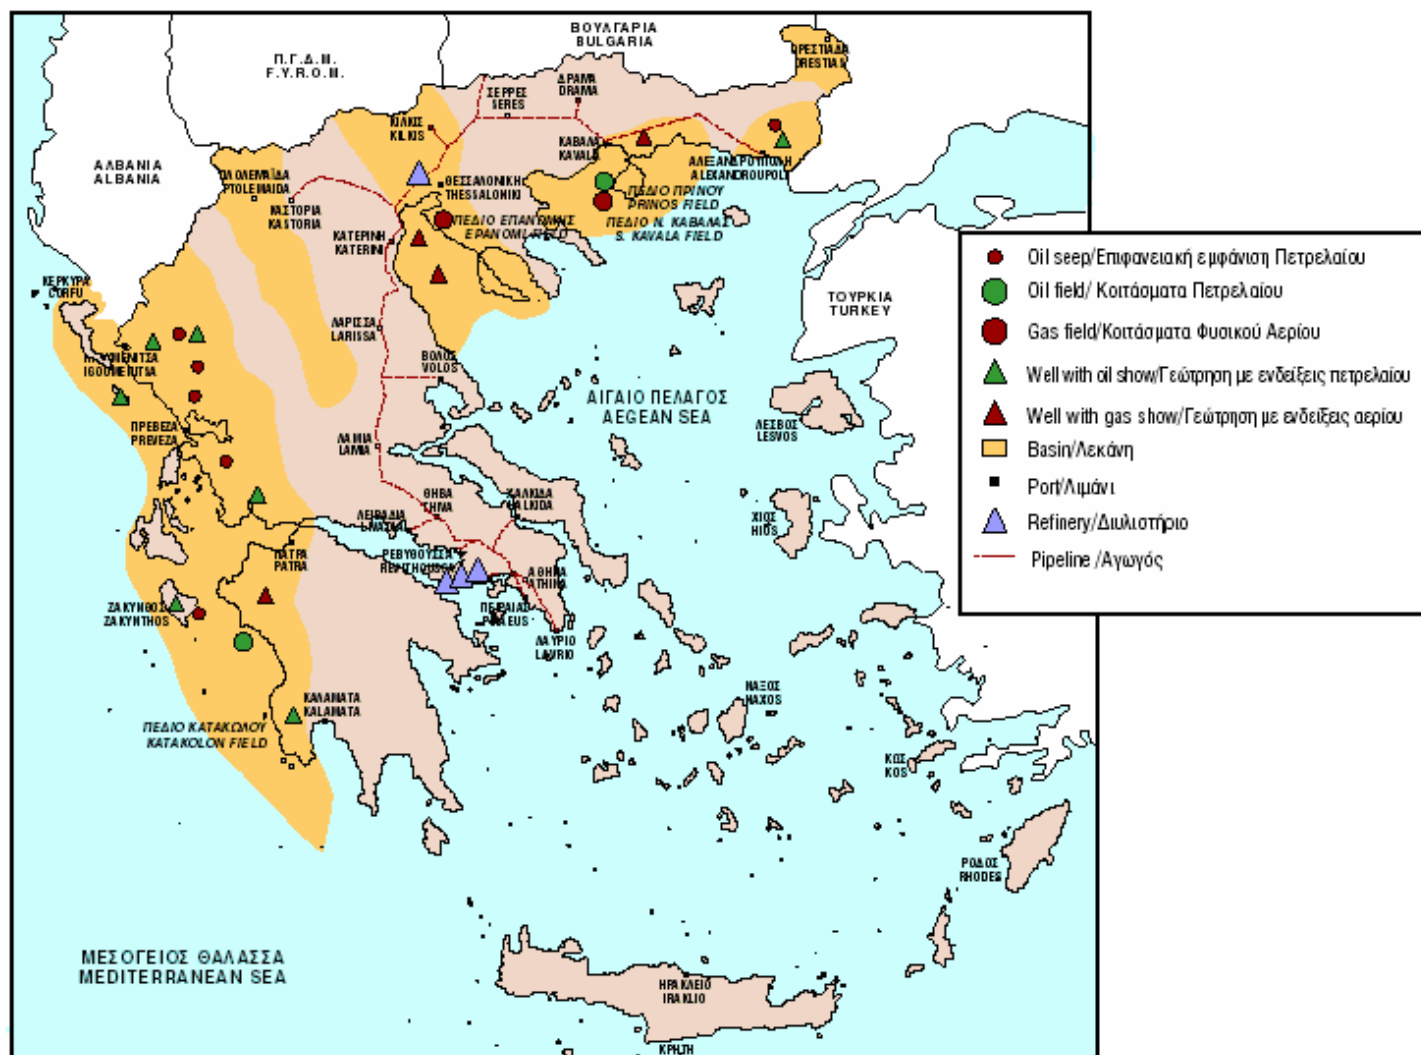 ΒΟΥΛΓΑΡΙΑ
BULGARIA
Π.Γ.Δ.Μ.
F.Y.R.O.M.
ΑΛΒΑΝΙΑ
ALBANIA
ΔΡΑΜΑ
DRAMA
ΣΕΡΡΕΣ
SERES
ΚΙΛΚΙΣ
KILKIS
ΚΑΒΑΛΑ
KAVALA
ΑΛΕΞΑΝΔΡΟΥΠΟΛΗ
ALEXANDROUPOLI
PTOLEMAIDA
ΚΑΣΤΟΡΙΑ
KASTORIA
ΘΕΣΣΑΛΟΝΙΚΗ
THESSALONIKI
ΠΕΔΙΟ ΠΡΙΝΟΥ
PRINOS FIELD
ΠΕΔΙΟ Ν. ΚΑΒΑΛΑΣ
S. KAVALA FIELD
ΠΕΔΙΟ ΕΠΑΝΩΜΗΣ
EPANOMI FIELD
ΚΑΤΕΡΙΝΗ
KATERINI
ΚΕΡΚΥΡΑ
CORFU
ΤΟΥΡΚΙΑ
TURKEY
ΛΑΡΙΣΣΑ
LARISSA
IGOUMENITSA
ΒΟΛΟΣ
VOLOS
ΑΙΓΑΙΟ ΠΕΛΑΓΟΣ
AEGEAN SEA
ΛΕΣΒΟΣ
LESVOS
ΠΡΕΒΕΖΑ
PREVEZA
ΛΑΜΙΑ
LAMIA
ΘΗΒΑ
THIVA
ΧΑΛΚΙΔΑ
HALKIDA
ΛΕΙΒΑΔΙΑ
ΧΙΟΣ
HIOS
ΠΑΤΡΑ
PATRA
ΡΕΒΥΘΟΥΣΣΑ
REVITHOUSSA
ΑΘΗΝΑ
ATHINA
ΠΕΙΡΑΙΑΣ
PIRAEUS
ΖΑΚΥΝΘΟΣ
ZAKYNTHOS
ΛΑΥΡΙΟ
LAVRIO
ΝΑΞΟΣ
NAXOS
ΚΑΛΑΜΑΤΑ
KALAMATA
ΠΕΔΙΟ ΚΑΤΑΚΩΛΟΥ
KATAKOLON FIELD
ΚΩΣ
KOS
ΡΟΔΟΣ
RHODES
ΜΕΣΟΓΕΙΟΣ ΘΑΛΑΣΣΑ
MEDITERRANEAN SEA
ΗΡΑΚΛΕΙΟ
IRAKLIO
ΚΡΗΤΗ
Oil seep/Επιφανειακή εμφάνιση Πετρελαίου
Oil field/ Κοιτάσματα Πετρελαίου
Gas field/Κοιτάσματα Φυσικού Αερίου
Well with oil show/Γεώτρηση με ενδείξεις πετρελαίου
Well with gas show/Γεώτρηση με ενδείξεις αερίου
Basin/Λεκάνη
Port/Λιμάνι
Refinery/Διυλιστήριο
Pipeline /Αγωγός